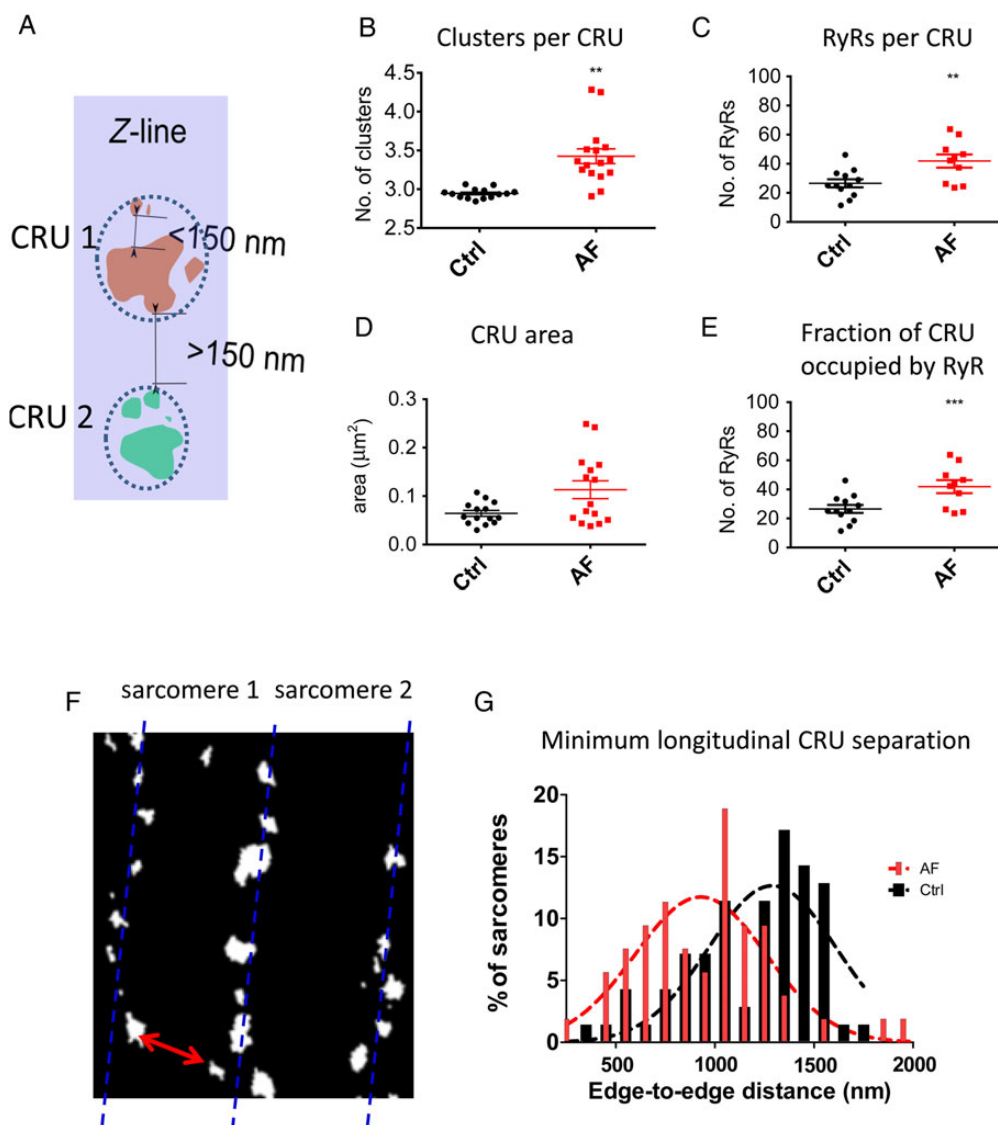 A
Z-line
CRU 1
<150 nm
>150 nm
CRU 2
B
Clusters per CRU
**
No. of clusters
4.5
4.0
3.5
3.0
2.5
Ctrl
AF
C
RyRs per CRU
**
No. of RyRs
100
80
60
40
20
0
Ctrl
AF
D
CRU area
area (µm²)
0.3
0.2
0.1
0.0
Ctrl
AF
E
Fraction of CRU
occupied by RyR
***
No. of RyRs
100
80
60
40
20
0
Ctrl
AF
F
sarcomere 1 sarcomere 2
G
Minimum longitudinal CRU separation
% of sarcomeres
20
15
10
5
0
AF
Ctrl
500 1000 1500 2000
Edge-to-edge distance (nm)